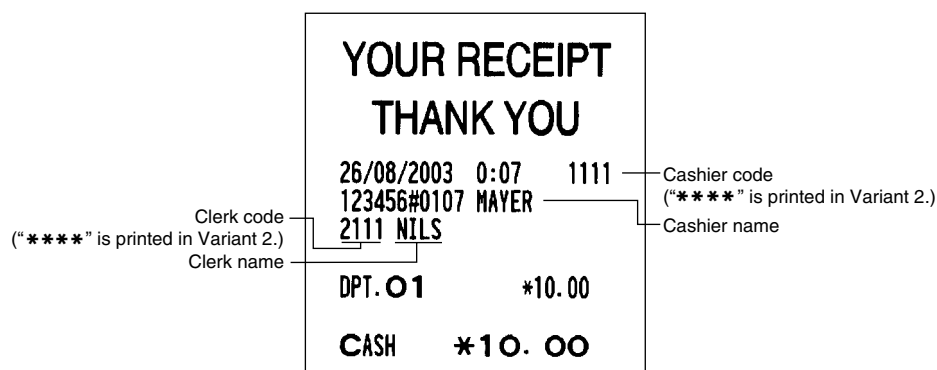 YOUR RECEIPT
THANK YOU
26/08/2003 0:07 1111
Cashier code
("****" is printed in Variant 2.)
123456#0107 MAYER
Cashier name
Clerk code
("****" is printed in Variant 2.)
2111 NILS
Clerk name
DPT.01 *10.00
CASH *10.00